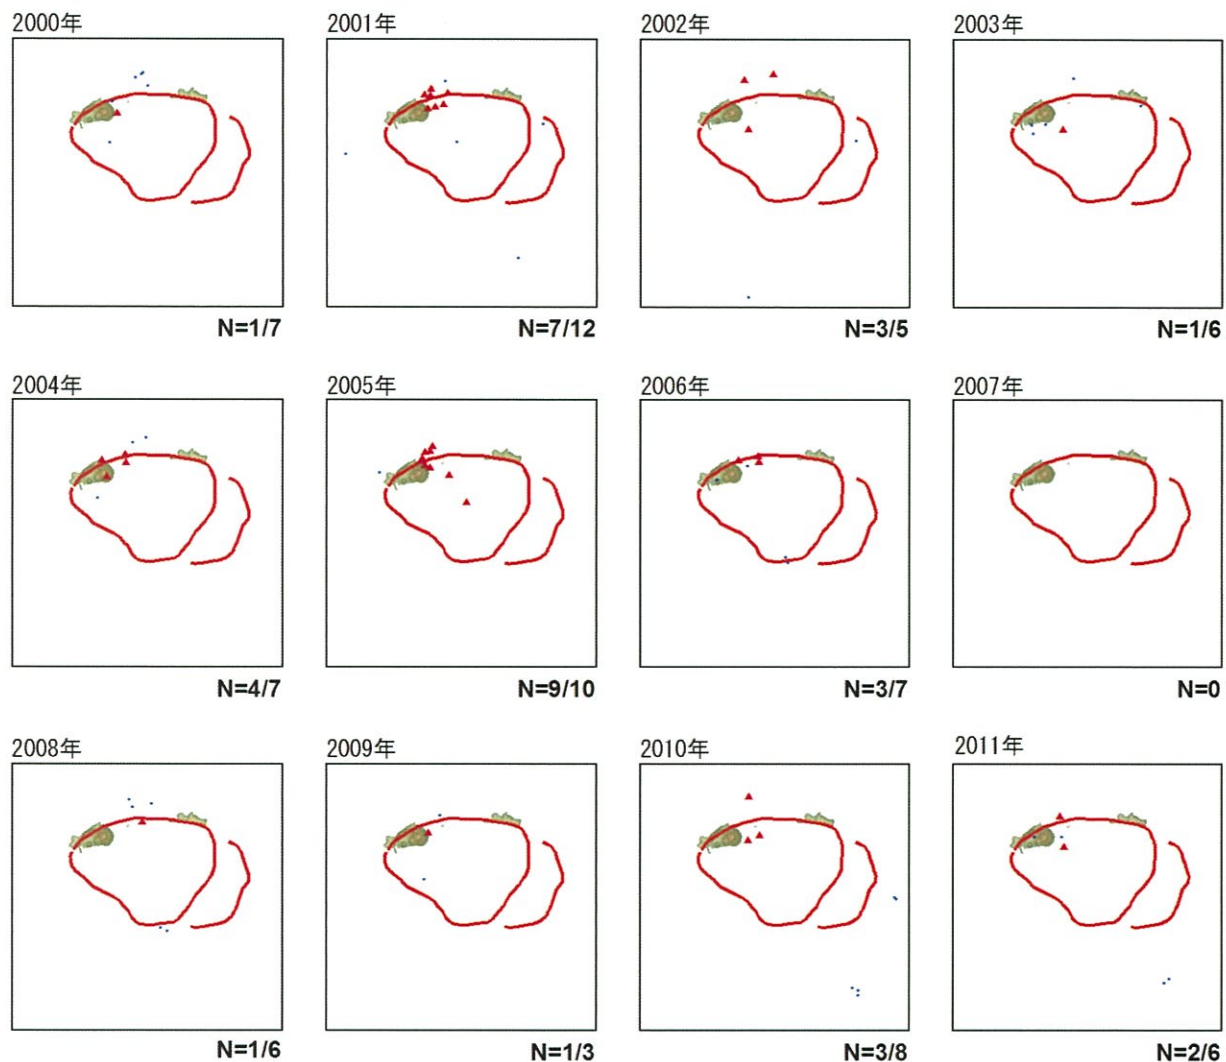 2000年
2001年
2002年
2003年
N=1/7
N=7/12
N=3/5
N=1/6
2004年
2005年
2006年
2007年
N=4/7
N=9/10
N=3/7
N=0
2008年
2009年
2010年
2011年
N=1/6
N=1/3
N=3/8
N=2/6